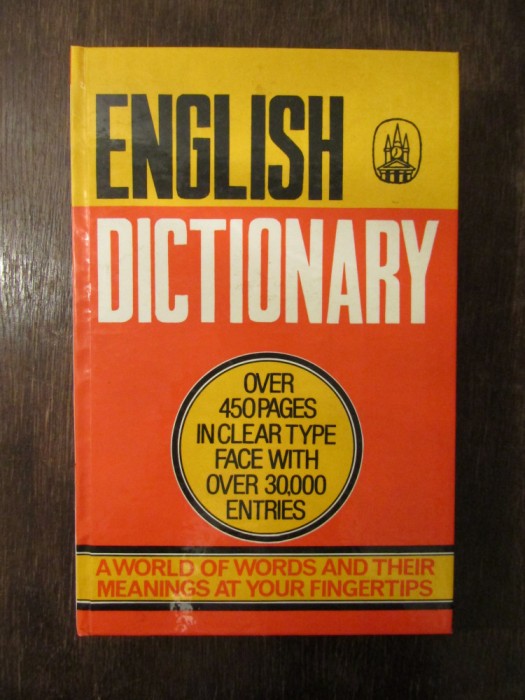 ENGLISH
DICTIONARY
OVER
450 PAGES
IN CLEAR TYPE
FACE WITH
OVER 30,000
ENTRIES
A WORLD OF WORDS AND THEIR
MEANINGS AT YOUR FINGERTIPS